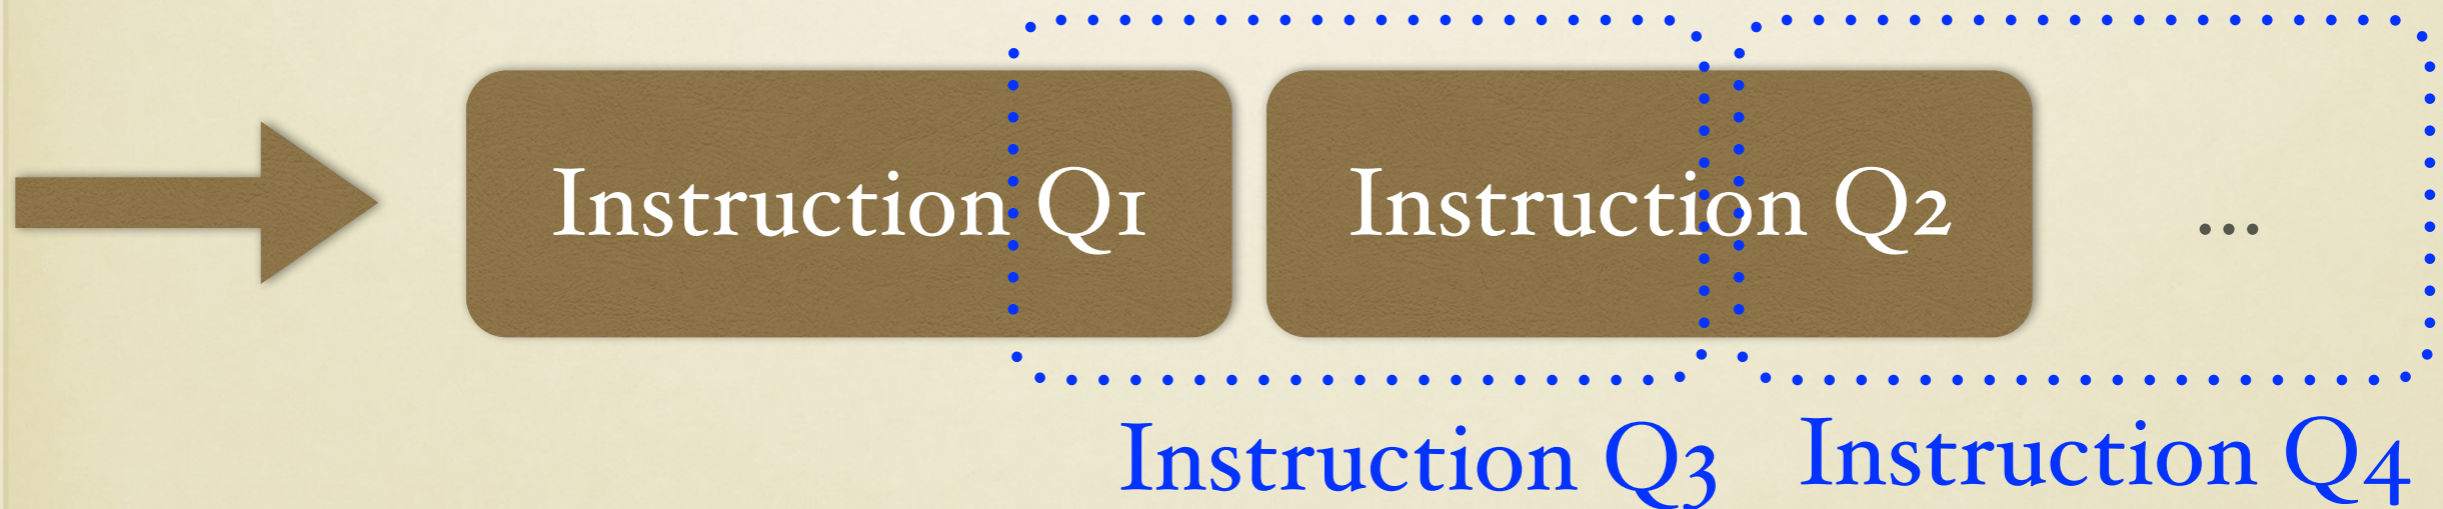 Instruction Q1
Instruction Q2
...
Instruction Q3
Instruction Q4